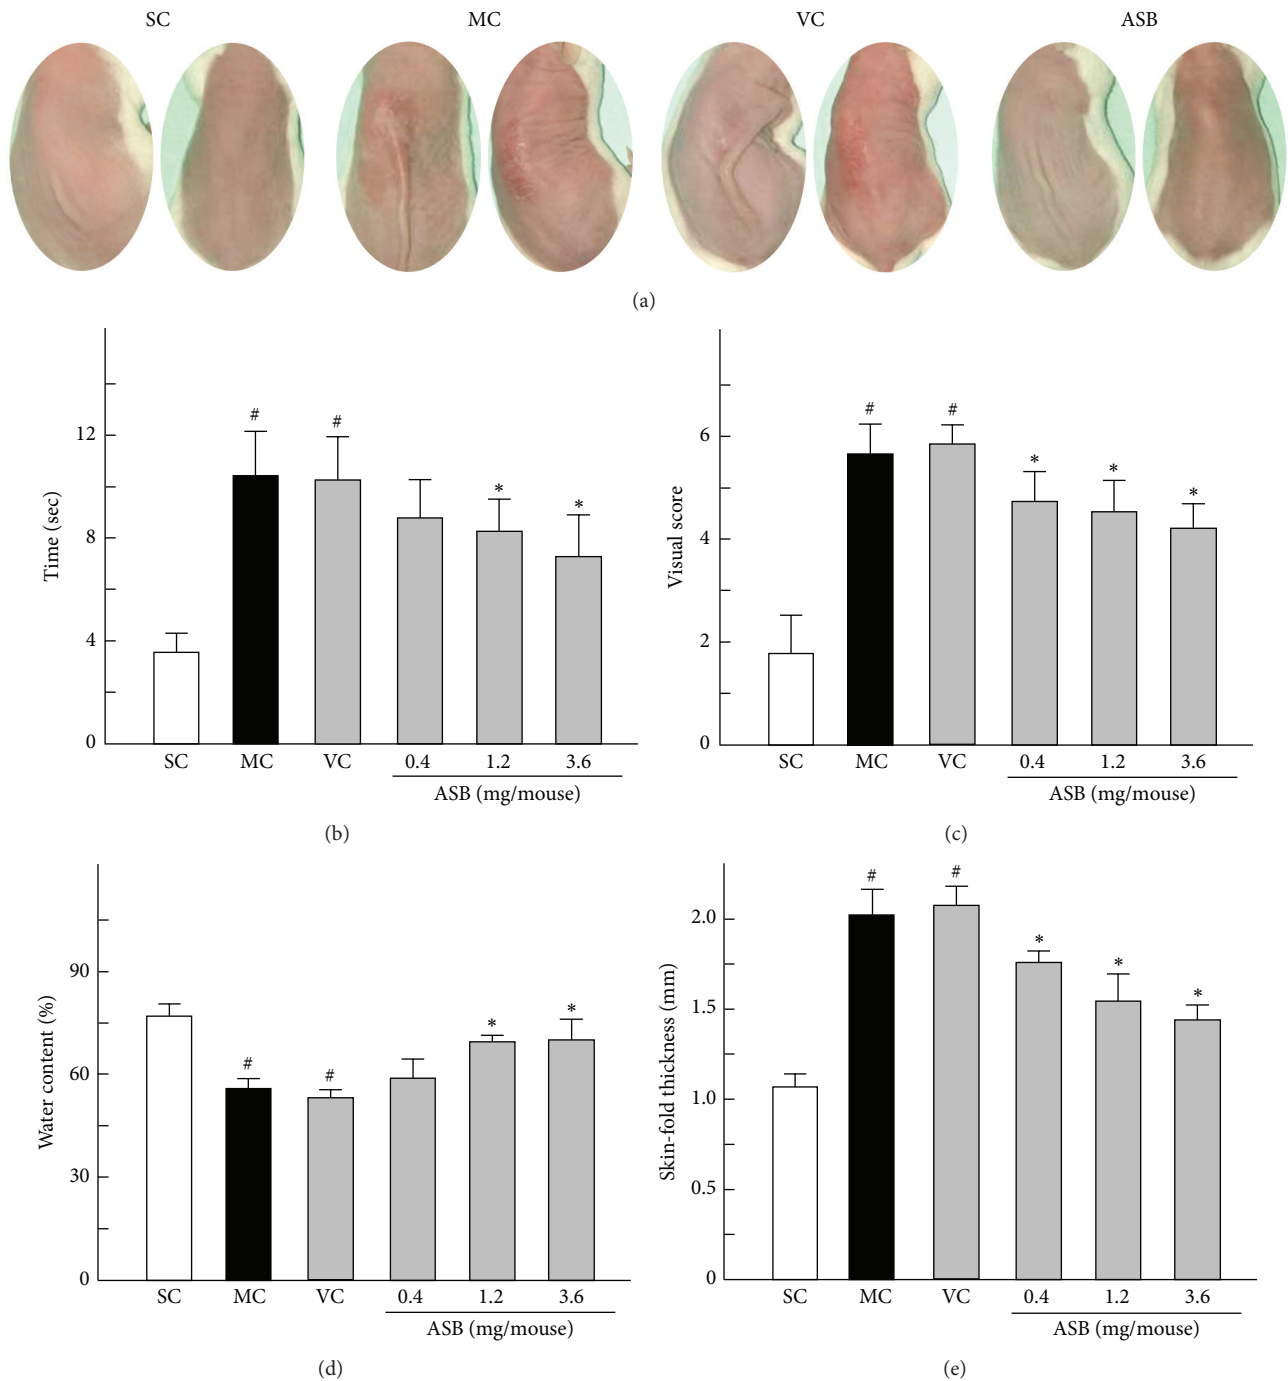 SC MC VC ASB
(a)
Time (sec)
12
8
4
0
# # * *
SC MC VC 0.4 1.2 3.6
ASB (mg/mouse)
(b)
Visual score
6
4
2
0
# # * * *
SC MC VC 0.4 1.2 3.6
ASB (mg/mouse)
(c)
Water content (%)
90
60
30
0
# # * *
SC MC VC 0.4 1.2 3.6
ASB (mg/mouse)
(d)
Skin-fold thickness (mm)
2.0
1.5
1.0
0.5
0
# # * * *
SC MC VC 0.4 1.2 3.6
ASB (mg/mouse)
(e)